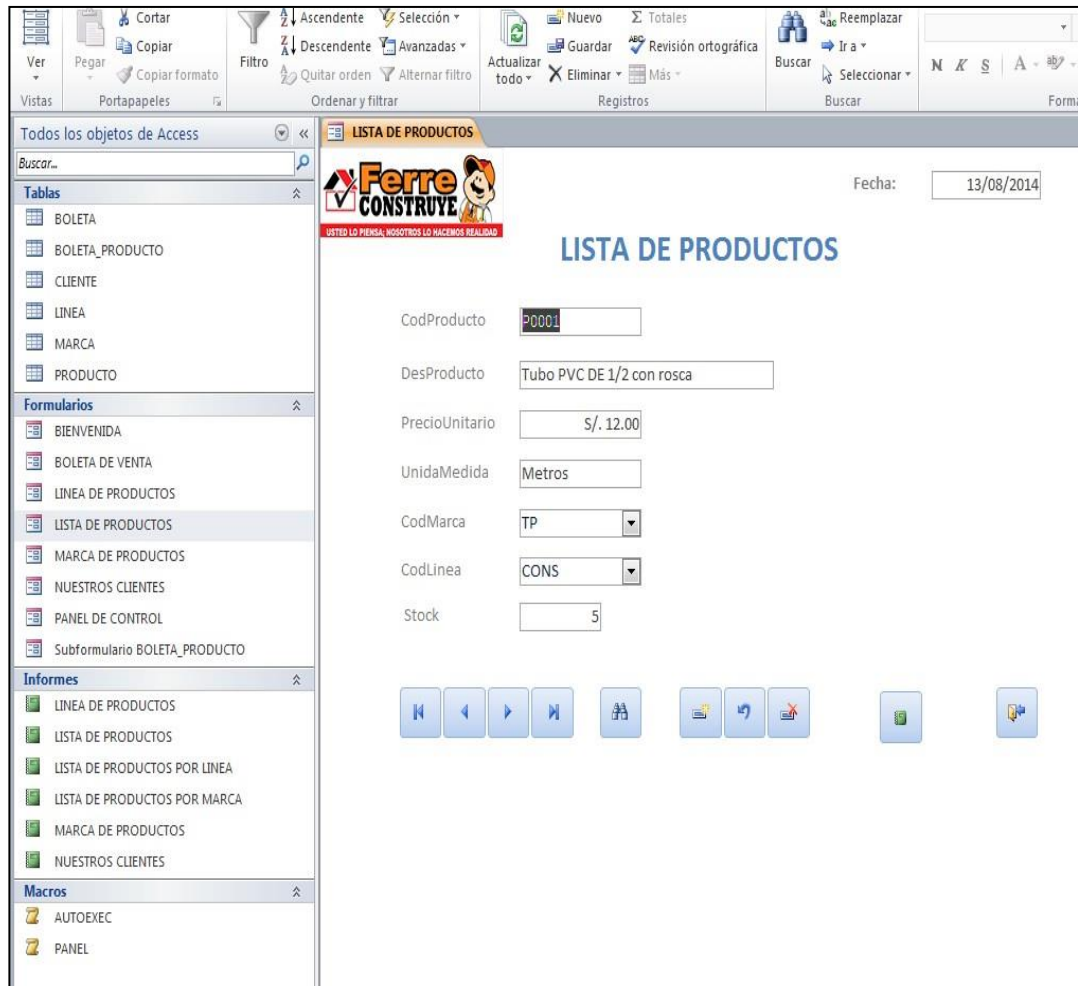 Ver
Vistas
Pegar
Cortar
Copiar
Copiar formato
Portapapeles
Filtro
Ascendente
Descendente
Quitar orden
Selección
Avanzadas
Alternar filtro
Ordenar y filtrar
Actualizar
todo
Nuevo
Guardar
Eliminar
Σ Totales
Revisión ortográfica
Más
Registros
Buscar
Reemplazar
Ir a
Seleccionar
Buscar
N K S A
Forma
Todos los objetos de Access
Buscar...
Tablas
BOLETA
BOLETA_PRODUCTO
CLIENTE
LINEA
MARCA
PRODUCTO
Formularios
BIENVENIDA
BOLETA DE VENTA
LINEA DE PRODUCTOS
LISTA DE PRODUCTOS
MARCA DE PRODUCTOS
NUESTROS CLIENTES
PANEL DE CONTROL
Subformulario BOLETA_PRODUCTO
Informes
LINEA DE PRODUCTOS
LISTA DE PRODUCTOS
LISTA DE PRODUCTOS POR LINEA
LISTA DE PRODUCTOS POR MARCA
MARCA DE PRODUCTOS
NUESTROS CLIENTES
Macros
AUTOEXEC
PANEL
LISTA DE PRODUCTOS
Ferre
CONSTRUYE
USTED LO PIENSA; NOSOTROS LO HACEMOS REALIDAD
Fecha: 13/08/2014
LISTA DE PRODUCTOS
CodProducto P0001
DesProducto Tubo PVC DE 1/2 con rosca
PrecioUnitario S/. 12.00
UnidaMedida Metros
CodMarca TP
CodLinea CONS
Stock 5